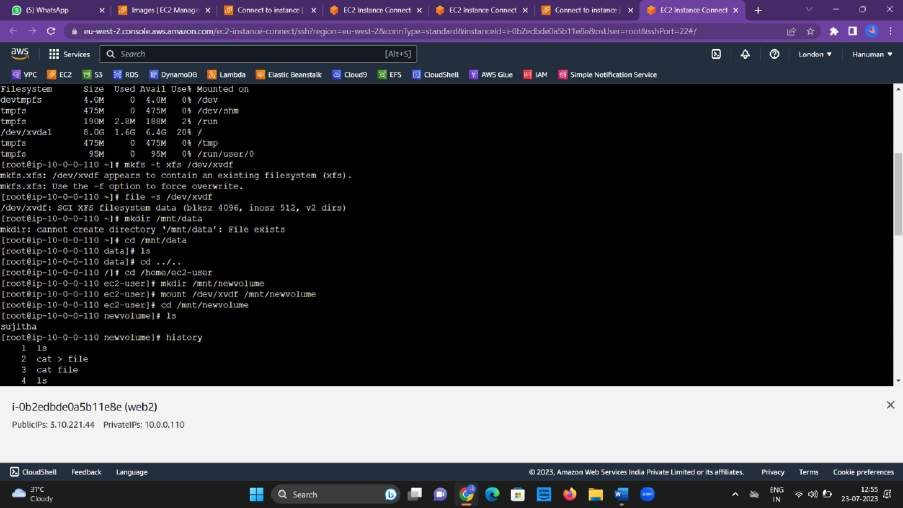 (5) WhatsApp
Images | EC2 Manage
Connect to instance |
EC2 Instance Connect
EC2 Instance Connect
Connect to instance |
EC2 Instance Connect
eu-west-2.console.aws.amazon.com/ec2-instance-connect/ssh?region=eu-west-2&connType=standard&instanceId=i-0b2edbde0a5b11e8e&osUser=root&sshPort=22#/
aws Services Search [Alt+S] London Hanuman
VPC EC2 S3 RDS DynamoDB Lambda Elastic Beanstalk Cloud9 EFS CloudShell AWS Glue IAM Simple Notification Service
Filesystem Size Used Avail Use% Mounted on
devtmpfs 4.0M 0 4.0M 0% /dev
tmpfs 475M 0 475M 0% /dev/shm
tmpfs 190M 2.8M 188M 2% /run
/dev/xvda1 8.0G 1.6G 6.4G 20% /
tmpfs 475M 0 475M 0% /tmp
tmpfs 95M 0 95M 0% /run/user/0
[root@ip-10-0-0-110 ~]# mkfs -t xfs /dev/xvdf
mkfs.xfs: /dev/xvdf appears to contain an existing filesystem (xfs).
mkfs.xfs: Use the -f option to force overwrite.
[root@ip-10-0-0-110 ~]# file -s /dev/xvdf
/dev/xvdf: SGI XFS filesystem data (blksz 4096, inosz 512, v2 dirs)
[root@ip-10-0-0-110 ~]# mkdir /mnt/data
mkdir: cannot create directory ‘/mnt/data’: File exists
[root@ip-10-0-0-110 ~]# cd /mnt/data
[root@ip-10-0-0-110 data]# ls
[root@ip-10-0-0-110 data]# cd ../..
[root@ip-10-0-0-110 /]# cd /home/ec2-user
[root@ip-10-0-0-110 ec2-user]# mkdir /mnt/newvolume
[root@ip-10-0-0-110 ec2-user]# mount /dev/xvdf /mnt/newvolume
[root@ip-10-0-0-110 ec2-user]# cd /mnt/newvolume
[root@ip-10-0-0-110 newvolume]# ls
sujitha
[root@ip-10-0-0-110 newvolume]# history
1 ls
2 cat > file
3 cat file
4 ls
i-0b2edbde0a5b11e8e (web2)
PublicIPs: 3.10.221.44 PrivateIPs: 10.0.0.110
CloudShell Feedback Language © 2023, Amazon Web Services India Private Limited or its affiliates. Privacy Terms Cookie preferences
31°C
Cloudy
Search
ENG
IN
12:55
23-07-2023